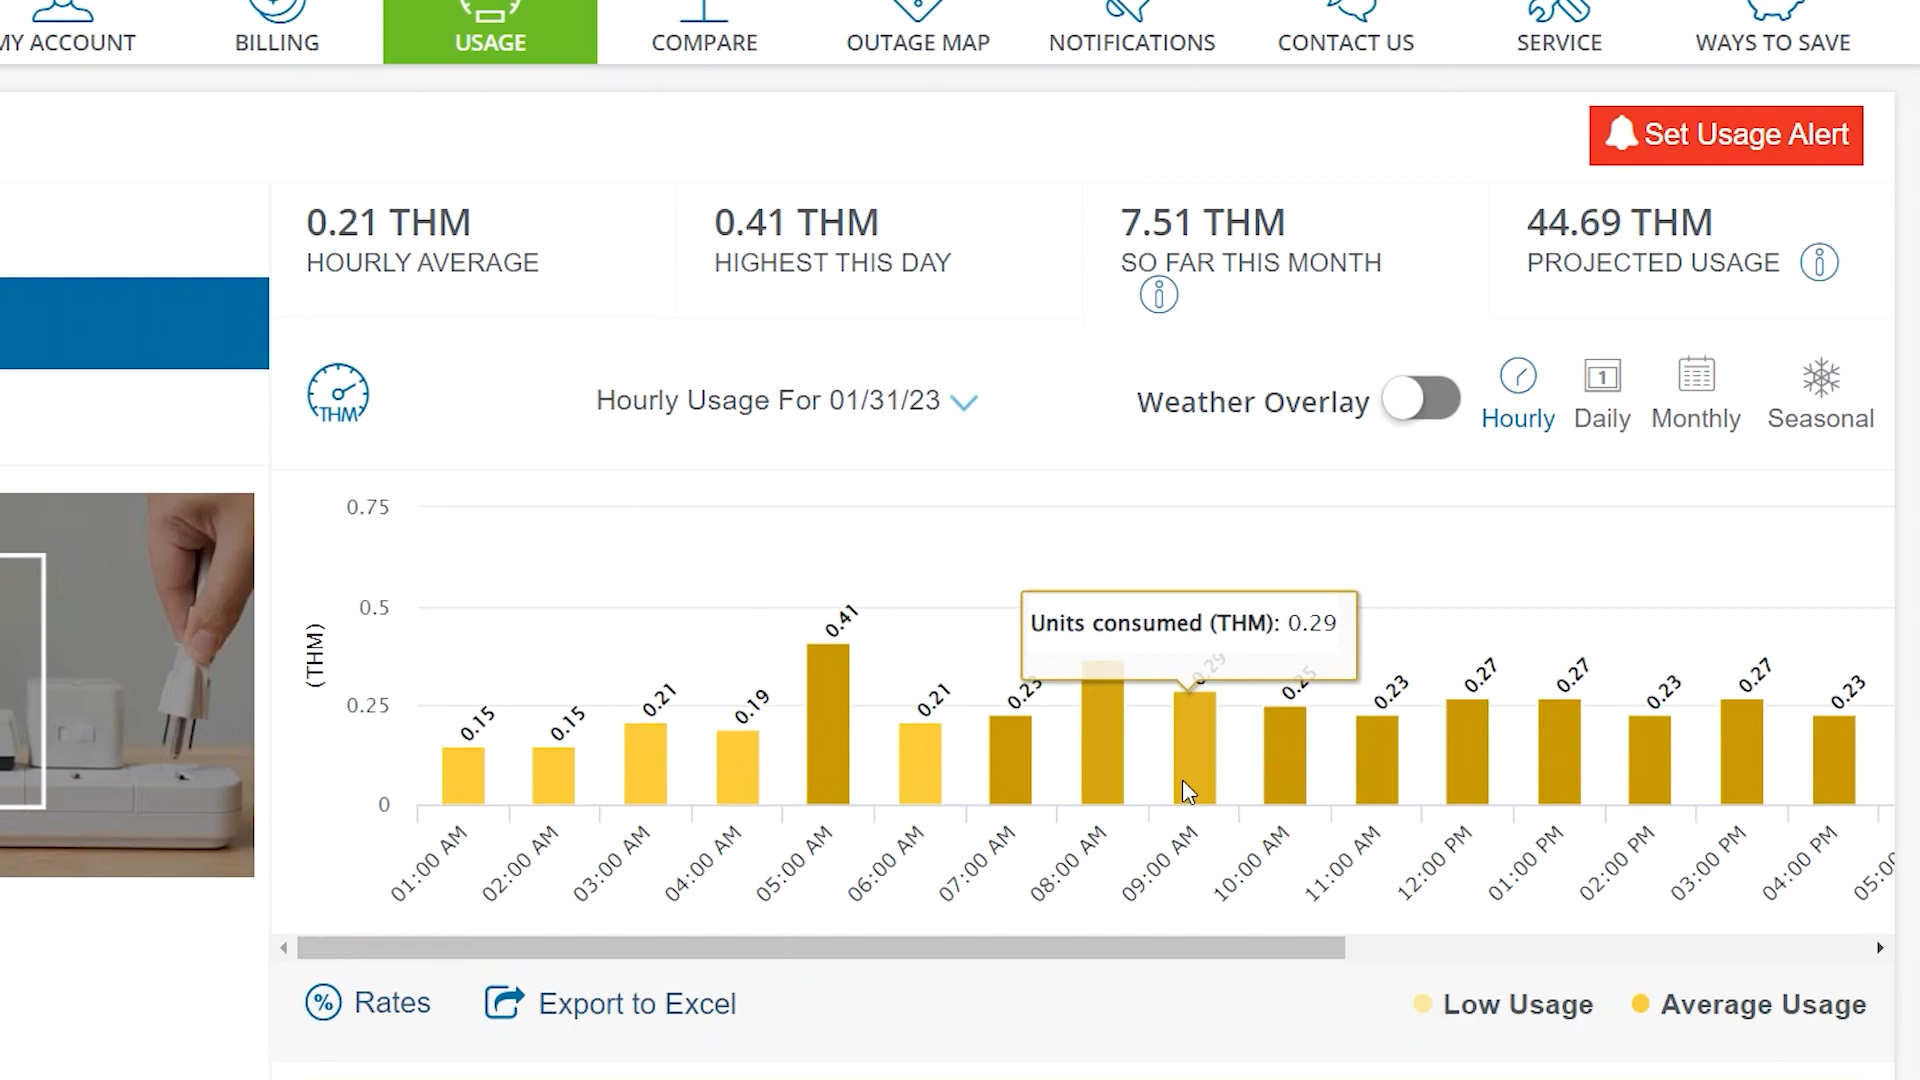 MY ACCOUNT
BILLING
USAGE
COMPARE
OUTAGE MAP
NOTIFICATIONS
CONTACT US
SERVICE
WAYS TO SAVE
Set Usage Alert
0.21 THM
HOURLY AVERAGE
0.41 THM
HIGHEST THIS DAY
7.51 THM
SO FAR THIS MONTH
44.69 THM
PROJECTED USAGE
THM
Hourly Usage For 01/31/23
Weather Overlay
Hourly
1
Daily
Monthly
Seasonal
0.75
0.5
0.25
0
(THM)
Units consumed (THM): 0.29
0.15
0.15
0.21
0.19
0.41
0.21
0.23
0.29
0.25
0.23
0.27
0.27
0.23
0.27
0.23
01:00 AM
02:00 AM
03:00 AM
04:00 AM
05:00 AM
06:00 AM
07:00 AM
08:00 AM
09:00 AM
10:00 AM
11:00 AM
12:00 PM
01:00 PM
02:00 PM
03:00 PM
04:00 PM
05:00
% Rates
Export to Excel
Low Usage
Average Usage